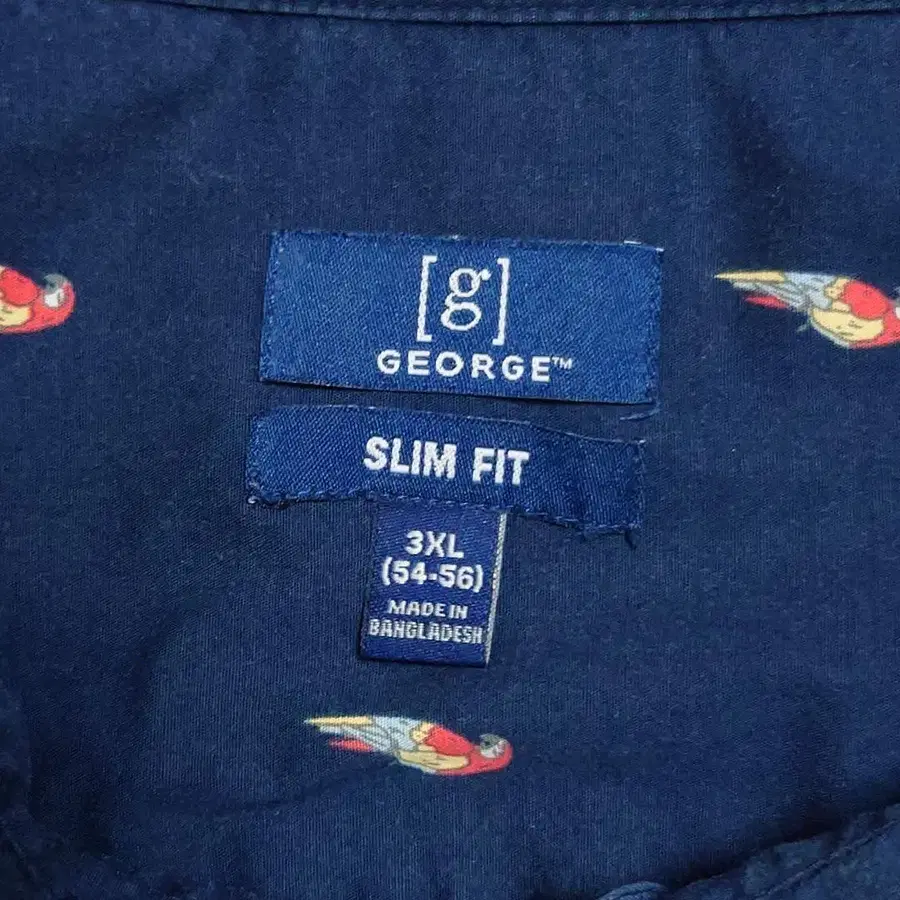 [g]
GEORGE™
SLIM FIT
3XL
(54-56)
MADE IN
BANGLADESH